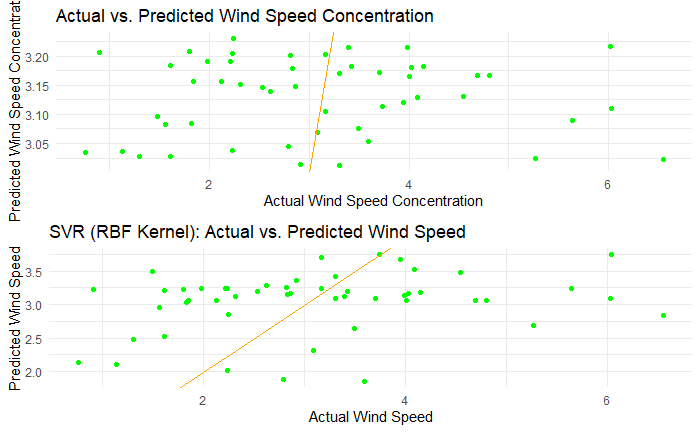 Actual vs. Predicted Wind Speed Concentration
Predicted Wind Speed Concentrat
3.20
3.15
3.10
3.05
2 4 6
Actual Wind Speed Concentration
SVR (RBF Kernel): Actual vs. Predicted Wind Speed
Predicted Wind Speed
3.5
3.0
2.5
2.0
2 4 6
Actual Wind Speed